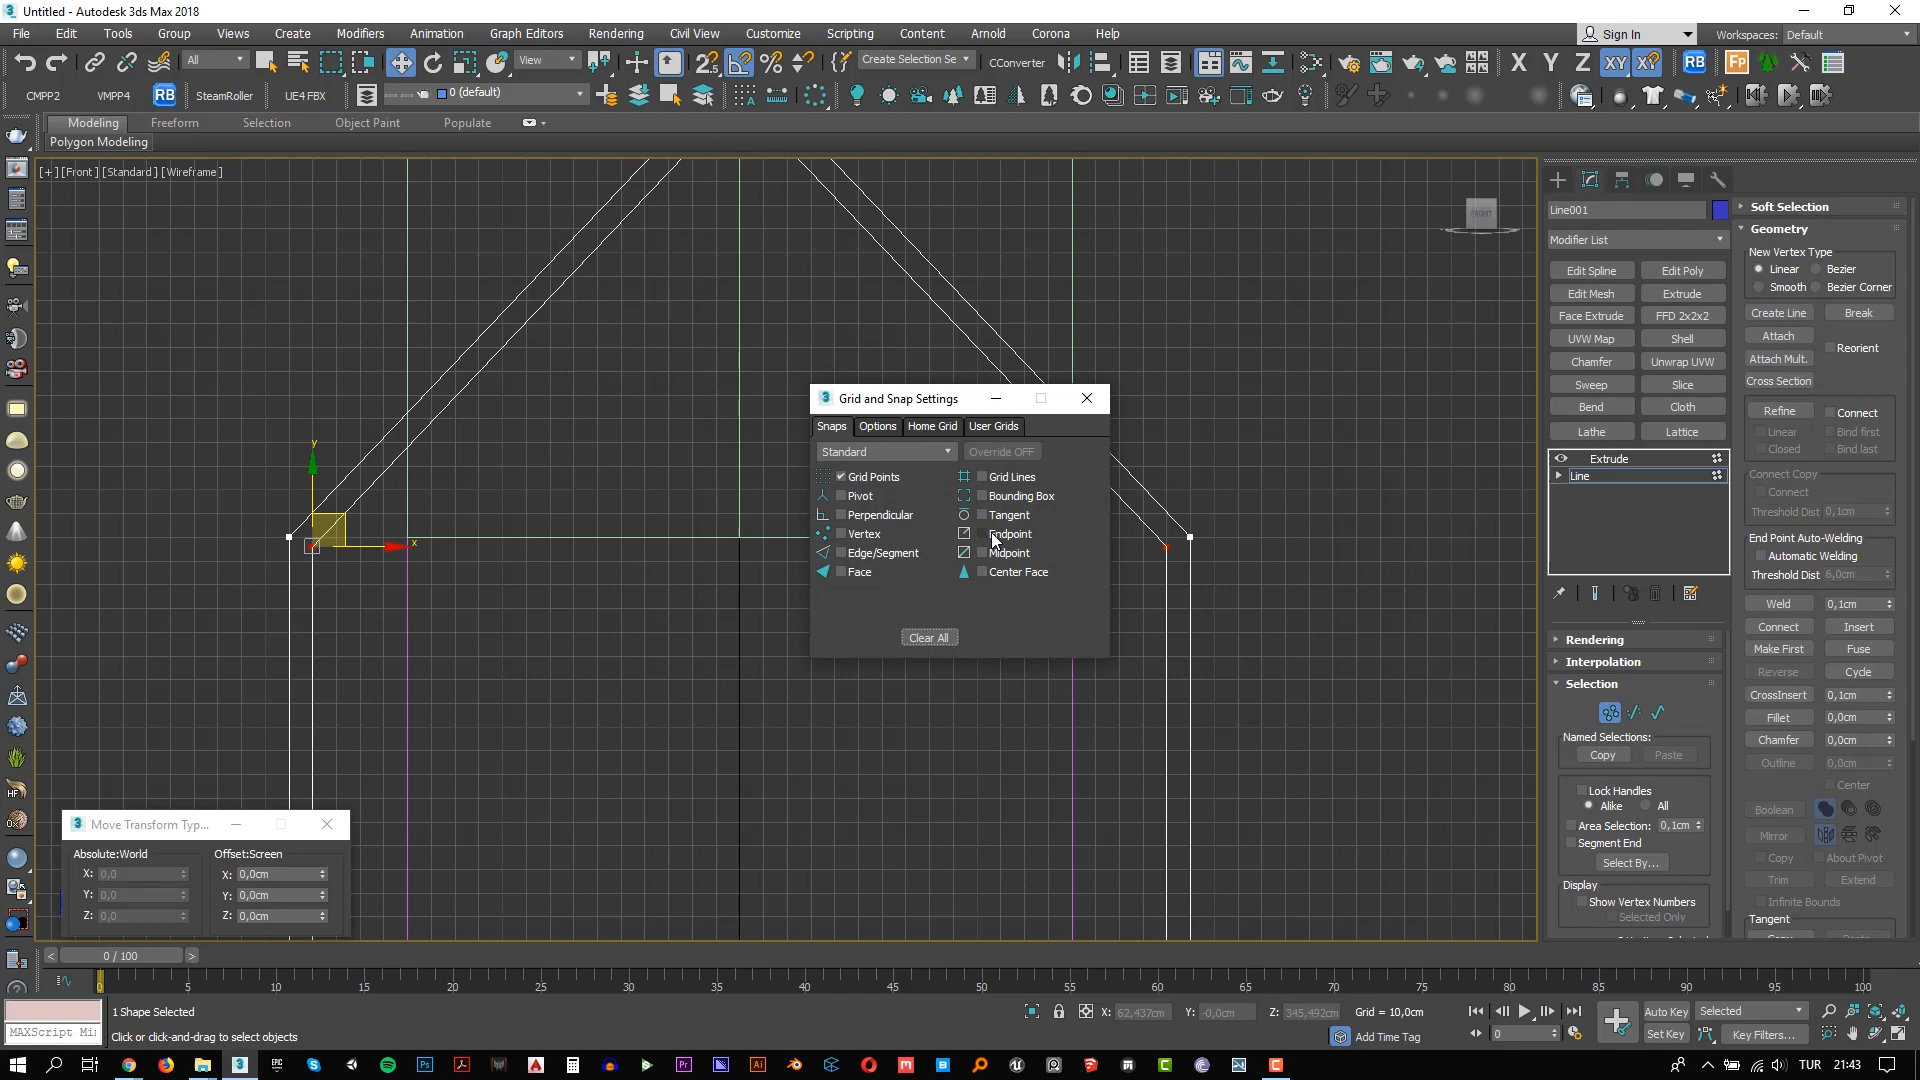 Untitled - Autodesk 3ds Max 2018
File Edit Tools Group Views Create Modifiers Animation Graph Editors Rendering Civil View Customize Scripting Content Arnold Corona Help Sign In Workspaces: Default
All View Create Selection Se CConverter X Y Z XY RB Fp
CMPP2 VMPP4 RB SteamRoller UE4 FBX 0 (default)
Modeling Freeform Selection Object Paint Populate
Polygon Modeling
[+] [Front] [Standard] [Wireframe]
FRONT
Grid and Snap Settings
Snaps Options Home Grid User Grids
Standard Override OFF
Grid Points Grid Lines
Pivot Bounding Box
Perpendicular Tangent
Vertex Endpoint
Edge/Segment Midpoint
Face Center Face
Clear All
y
x
Move Transform Typ...
Absolute:World Offset:Screen
X: 0,0 X: 0,0cm
Y: 0,0 Y: 0,0cm
Z: 0,0 Z: 0,0cm
Line001
Modifier List
Edit Spline Edit Poly
Edit Mesh Extrude
Face Extrude FFD 2x2x2
UVW Map Shell
Chamfer Unwrap UVW
Sweep Slice
Bend Cloth
Lathe Lattice
Extrude
Line
Rendering
Interpolation
Selection
Named Selections:
Copy Paste
Lock Handles
Alike All
Area Selection: 0,1cm
Segment End
Select By...
Display
Show Vertex Numbers
Selected Only
Soft Selection
Geometry
New Vertex Type
Linear Bezier
Smooth Bezier Corner
Create Line Break
Attach
Reorient
Attach Mult.
Cross Section
Refine Connect
Linear Bind first
Closed Bind last
Connect Copy
Connect
Threshold Dist 0,1cm
End Point Auto-Welding
Automatic Welding
Threshold Dist 6,0cm
Weld 0,1cm
Connect Insert
Make First Fuse
Reverse Cycle
CrossInsert 0,1cm
Fillet 0,0cm
Chamfer 0,0cm
Outline 0,0cm
Center
Boolean
Mirror
Copy About Pivot
Trim Extend
Infinite Bounds
Tangent
< 0 / 100 >
0 5 10 15 20 25 30 35 40 45 50 55 60 65 70 75 80 85 90 95 100
1 Shape Selected X: 62,437cm Y: -0,0cm Z: 345,492cm Grid = 10,0cm Auto Key Selected
MAXScript Mi Click or click-and-drag to select objects Add Time Tag 0 Set Key Key Filters...
TUR 21:43